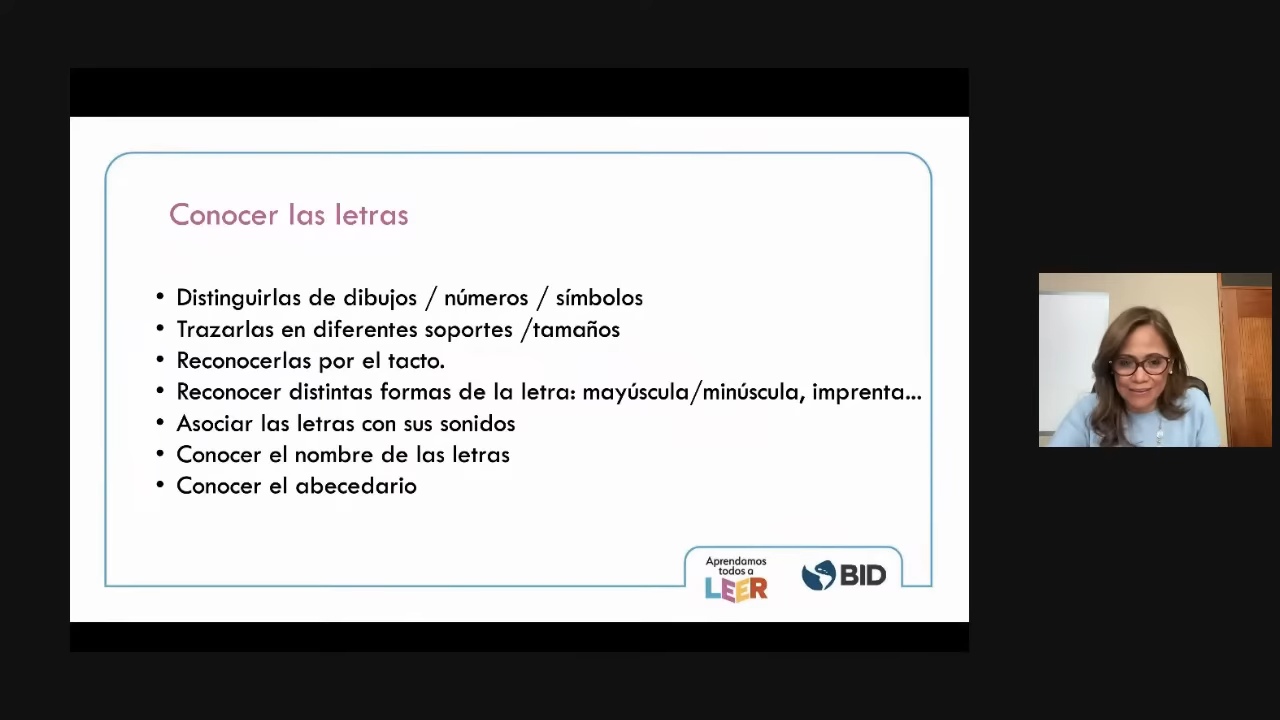 Conocer las letras
• Distinguirlas de dibujos / números / símbolos
• Trazarlas en diferentes soportes /tamaños
• Reconocerlas por el tacto.
• Reconocer distintas formas de la letra: mayúscula/minúscula, imprenta...
• Asociar las letras con sus sonidos
• Conocer el nombre de las letras
• Conocer el abecedario
Aprendamos
todos a
LEER
BID